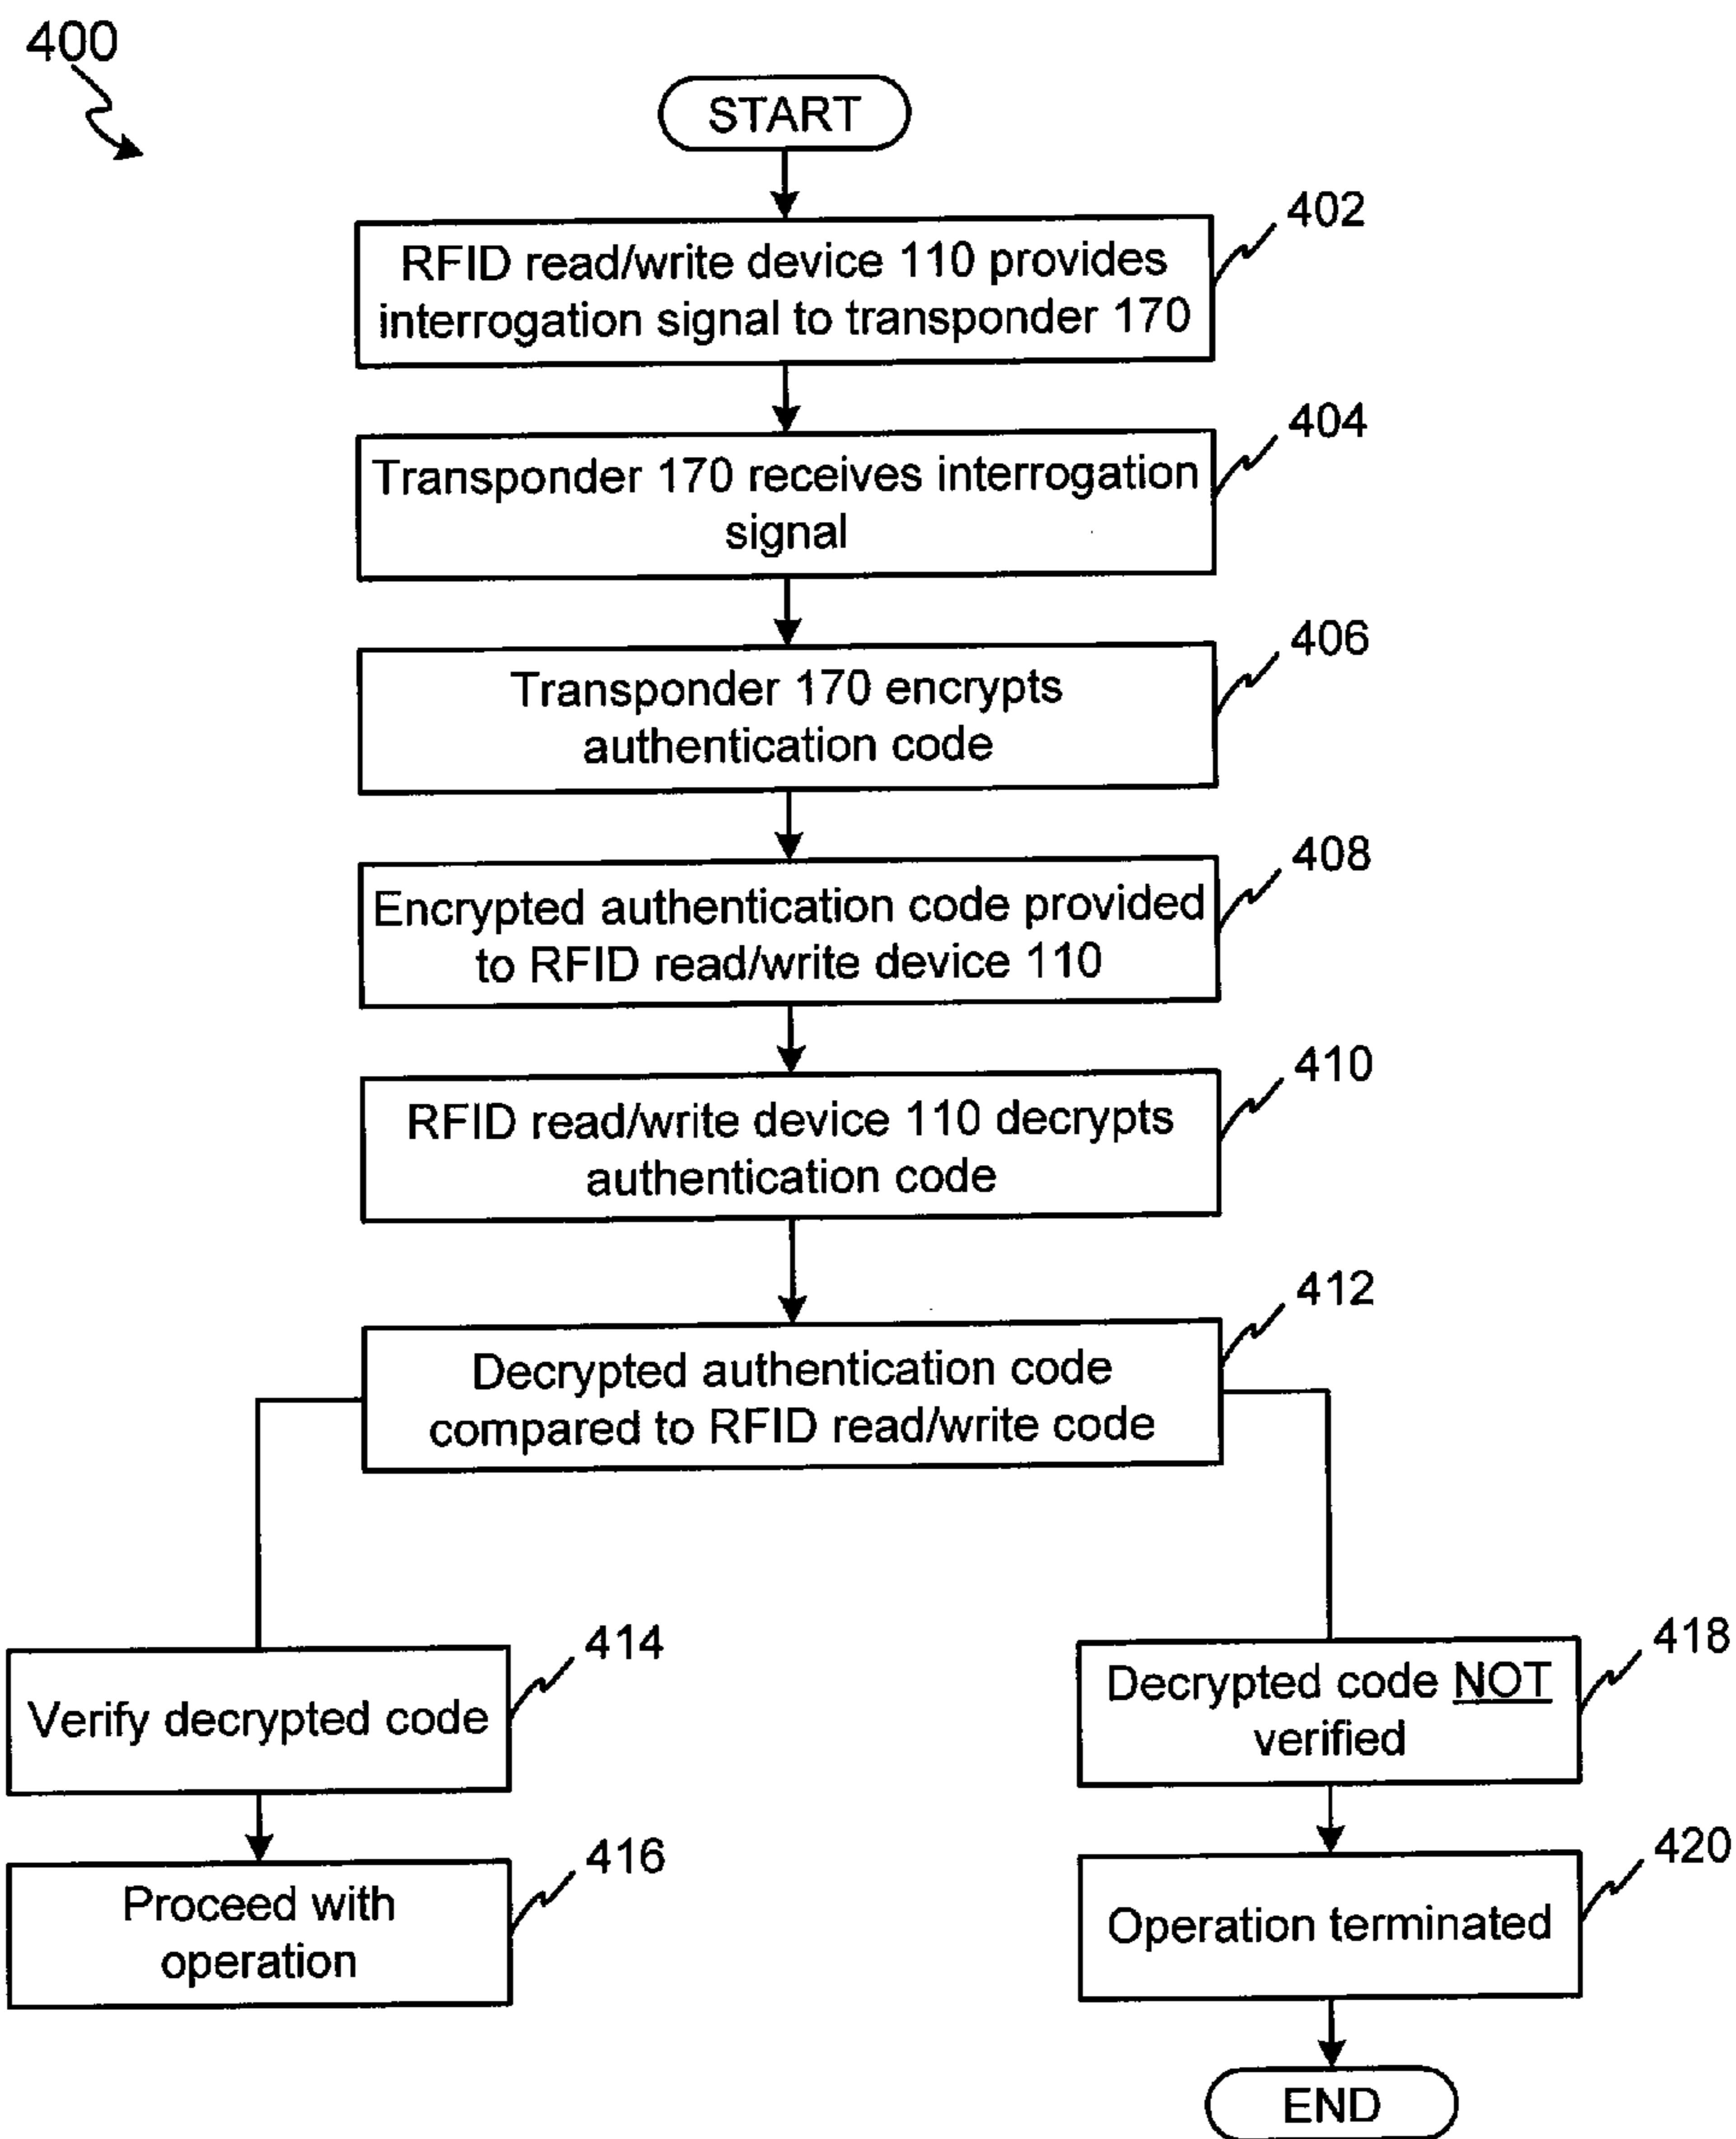 400
START
402
RFID read/write device 110 provides
interrogation signal to transponder 170
404
Transponder 170 receives interrogation
signal
406
Transponder 170 encrypts
authentication code
408
Encrypted authentication code provided
to RFID read/write device 110
410
RFID read/write device 110 decrypts
authentication code
412
Decrypted authentication code
compared to RFID read/write code
414
Verify decrypted code
416
Proceed with
operation
418
Decrypted code NOT
verified
420
Operation terminated
END